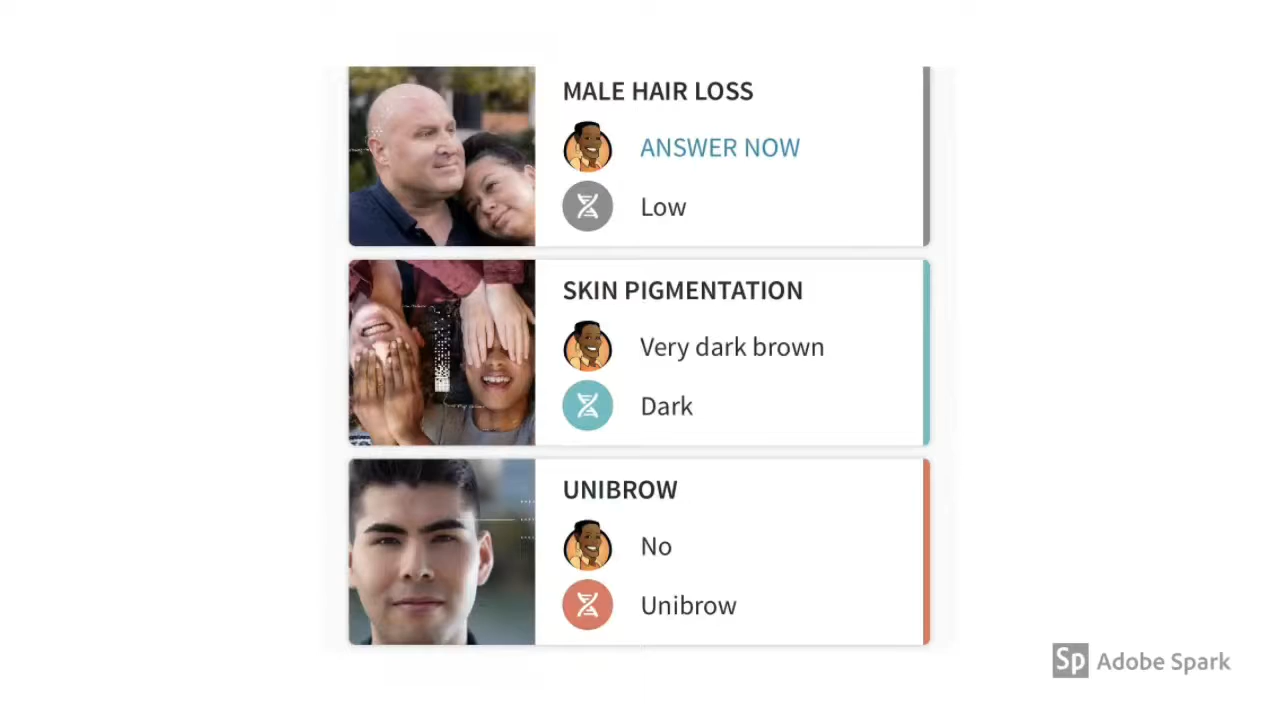 MALE HAIR LOSS
ANSWER NOW
Low
SKIN PIGMENTATION
Very dark brown
Dark
UNIBROW
No
Unibrow
Sp Adobe Spark